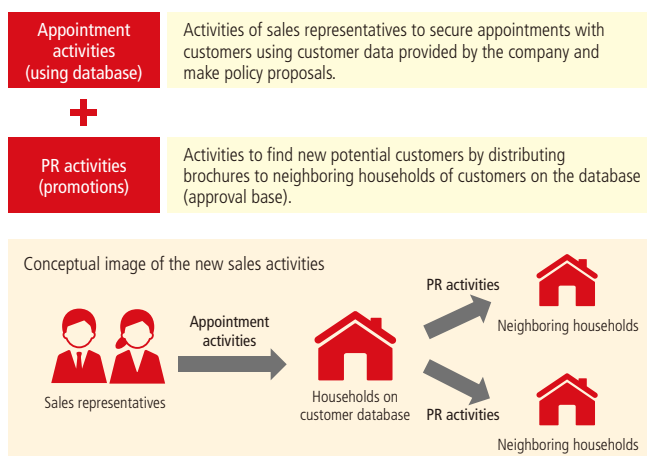 Appointment
activities
(using database)
Activities of sales representatives to secure appointments with
customers using customer data provided by the company and
make policy proposals.
+
PR activities
(promotions)
Activities to find new potential customers by distributing
brochures to neighboring households of customers on the database
(approval base).
Conceptual image of the new sales activities
Sales representatives
Appointment
activities
Households on
customer database
PR activities
Neighboring households
PR activities
Neighboring households